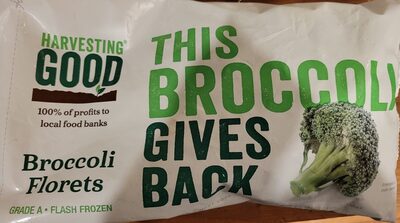 HARVESTING®
GOOD
100% of profits to
local food banks
Broccoli
Florets
GRADE A • FLASH FROZEN
THIS
BROCCOLI
GIVES
BACK